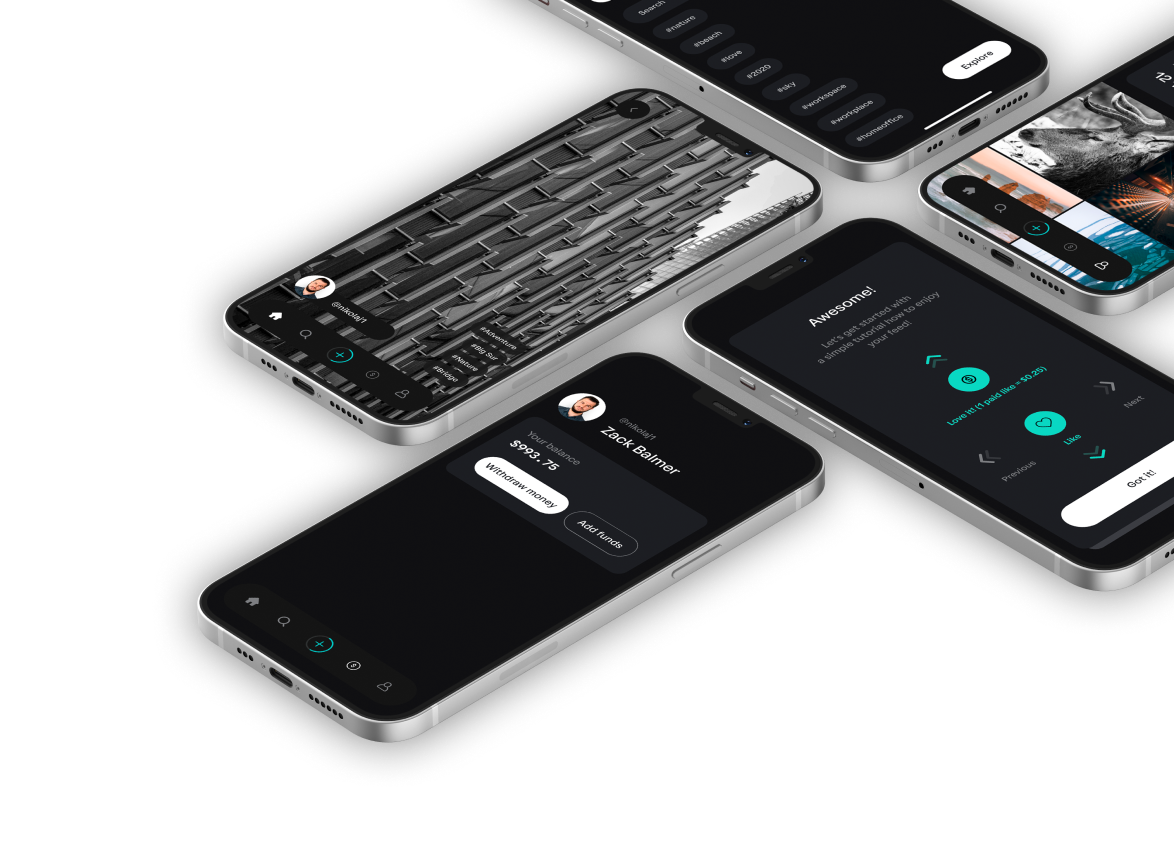 Search
#nature
#beach
#love
#2020
#sky
#workspace
#workplace
#homeoffice
Explore
12
@nikolaj1
#Adventure
#Big Sur
#Nature
#Bridge
Awesome!
Let's get started with
a simple tutorial how to enjoy
your feed!
Love it! (1 paid like = $0.25)
Next
Like
Previous
Got it!
@nikolaj1
Zack Balmer
Your balance
$993.75
Withdraw money
Add funds